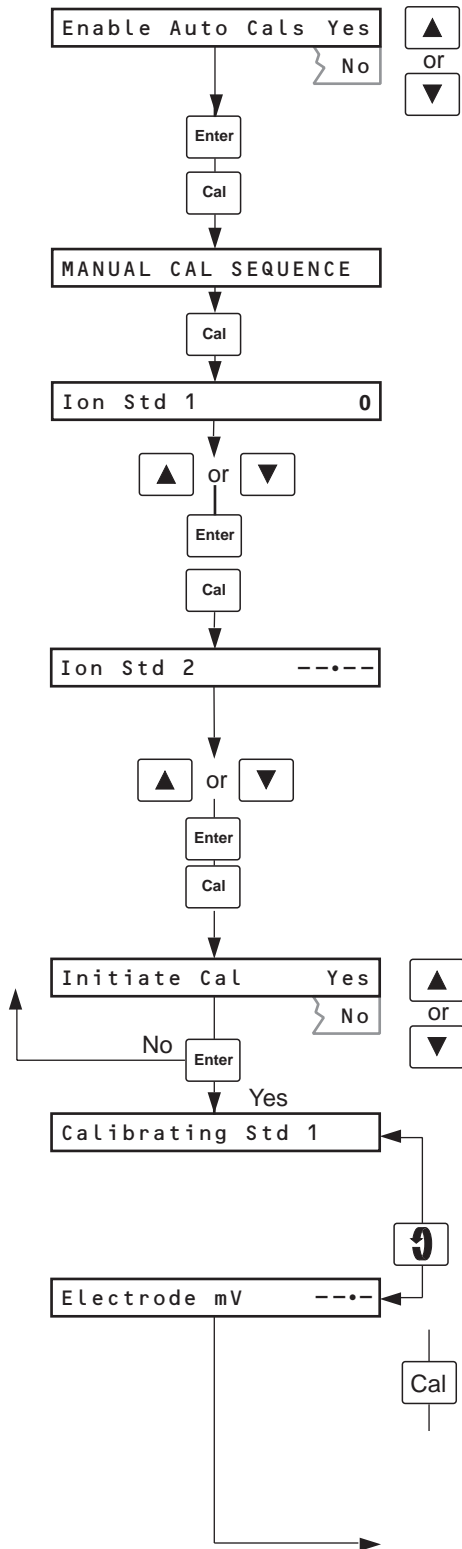 Enable Auto Cals Yes
No
or
Enter
Cal
MANUAL CAL SEQUENCE
Cal
Ion Std 1 0
or
Enter
Cal
Ion Std 2 --.--
or
Enter
Cal
Initiate Cal Yes
No
or
No
Enter
Yes
Calibrating Std 1
Electrode mV --.-
Cal